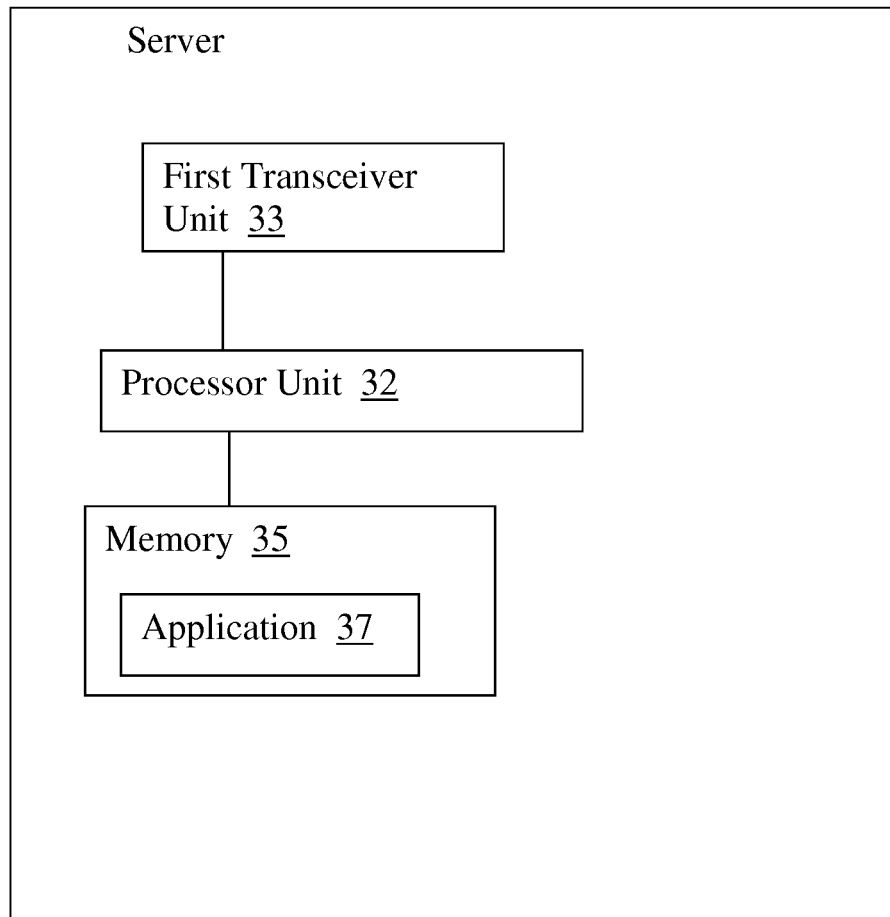 Server
First Transceiver
Unit 33
Processor Unit 32
Memory 35
Application 37